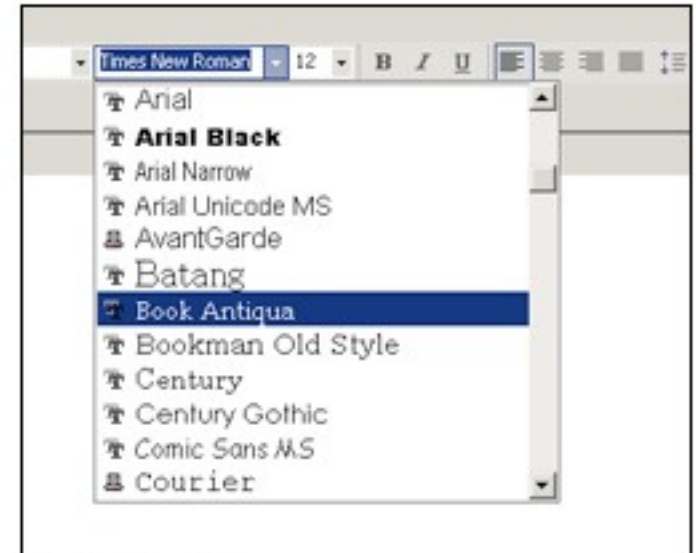 Times New Roman 12 B I U
Arial
Arial Black
Arial Narrow
Arial Unicode MS
AvantGarde
Batang
Book Antiqua
Bookman Old Style
Century
Century Gothic
Comic Sans MS
Courier